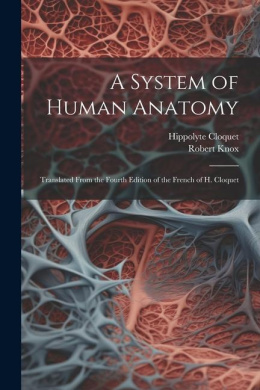 A System of
Human Anatomy
Hippolyte Cloquet
Robert Knox
Translated From the Fourth Edition of the French of H. Cloquet